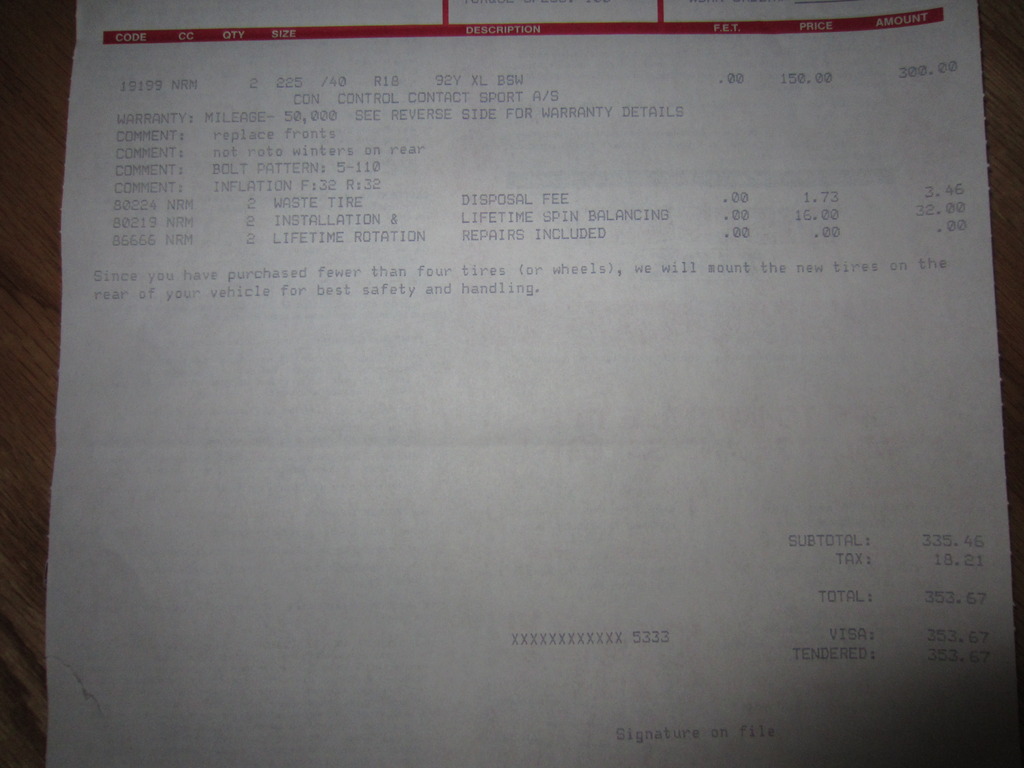 TORQUE SPECS: 100
CODE CC QTY SIZE DESCRIPTION F.E.T. PRICE AMOUNT
19199 NRM 2 225 /40 R18 92Y XL BSW .00 150.00 300.00
CON CONTROL CONTACT SPORT A/S
WARRANTY: MILEAGE- 50,000 SEE REVERSE SIDE FOR WARRANTY DETAILS
COMMENT: replace fronts
COMMENT: not roto winters on rear
COMMENT: BOLT PATTERN: 5-110
COMMENT: INFLATION F:32 R:32
80224 NRM 2 WASTE TIRE DISPOSAL FEE .00 1.73 3.46
80219 NRM 2 INSTALLATION & LIFETIME SPIN BALANCING .00 16.00 32.00
86666 NRM 2 LIFETIME ROTATION REPAIRS INCLUDED .00 .00 .00
Since you have purchased fewer than four tires (or wheels), we will mount the new tires on the
rear of your vehicle for best safety and handling.
SUBTOTAL: 335.46
TAX: 18.21
TOTAL: 353.67
XXXXXXXXXXXX 5333 VISA: 353.67
TENDERED: 353.67
Signature on file